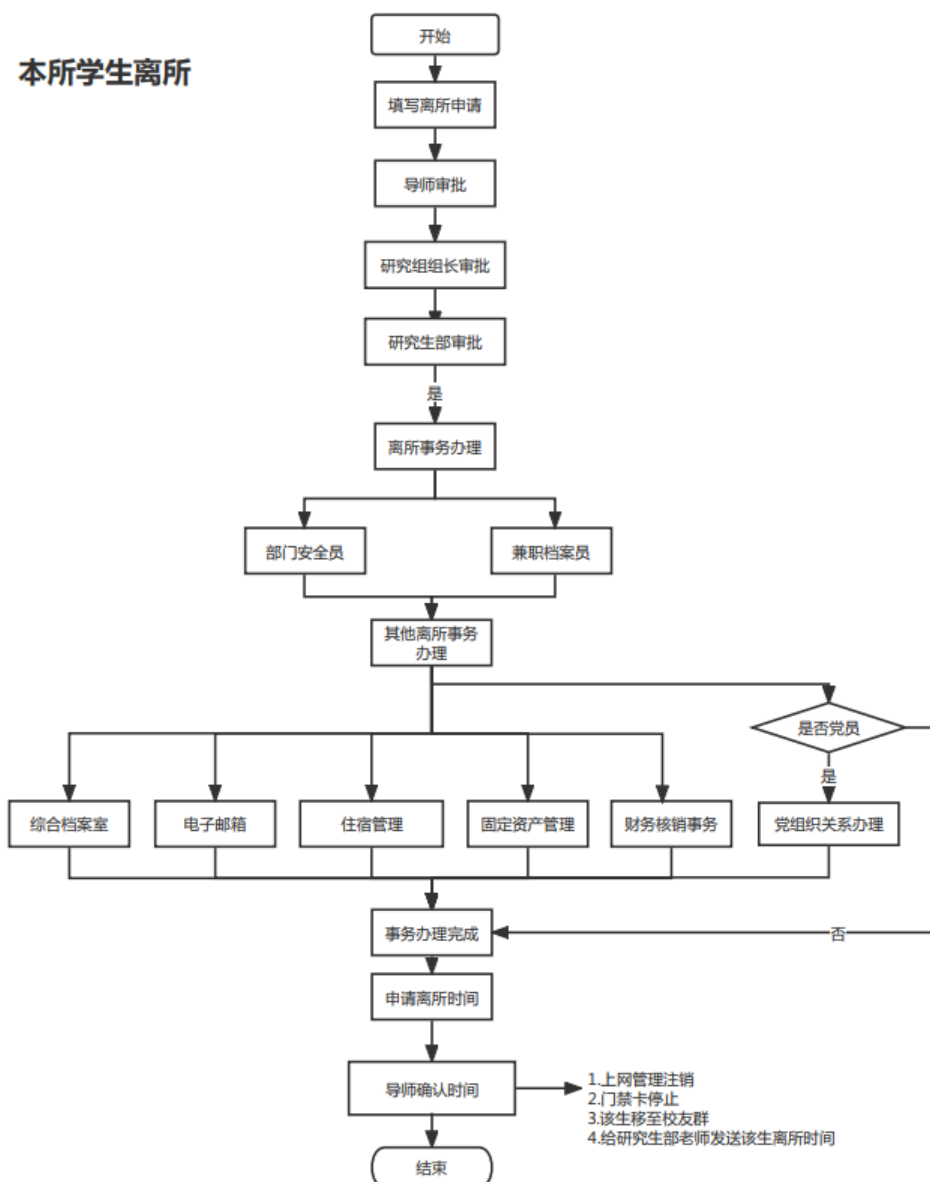 开始
本所学生离所
填写离所申请
导师审批
研究组组长审批
研究生部审批
是
离所事务办理
部门安全员
兼职档案员
其他离所事务
办理
是否党员
是
综合档案室
电子邮箱
住宿管理
固定资产管理
财务核销事务
党组织关系办理
事务办理完成
否
申请离所时间
导师确认时间
1.上网管理注销
2.门禁卡停止
3.该生移至校友群
4.给研究生部老师发送该生离所时间
结束